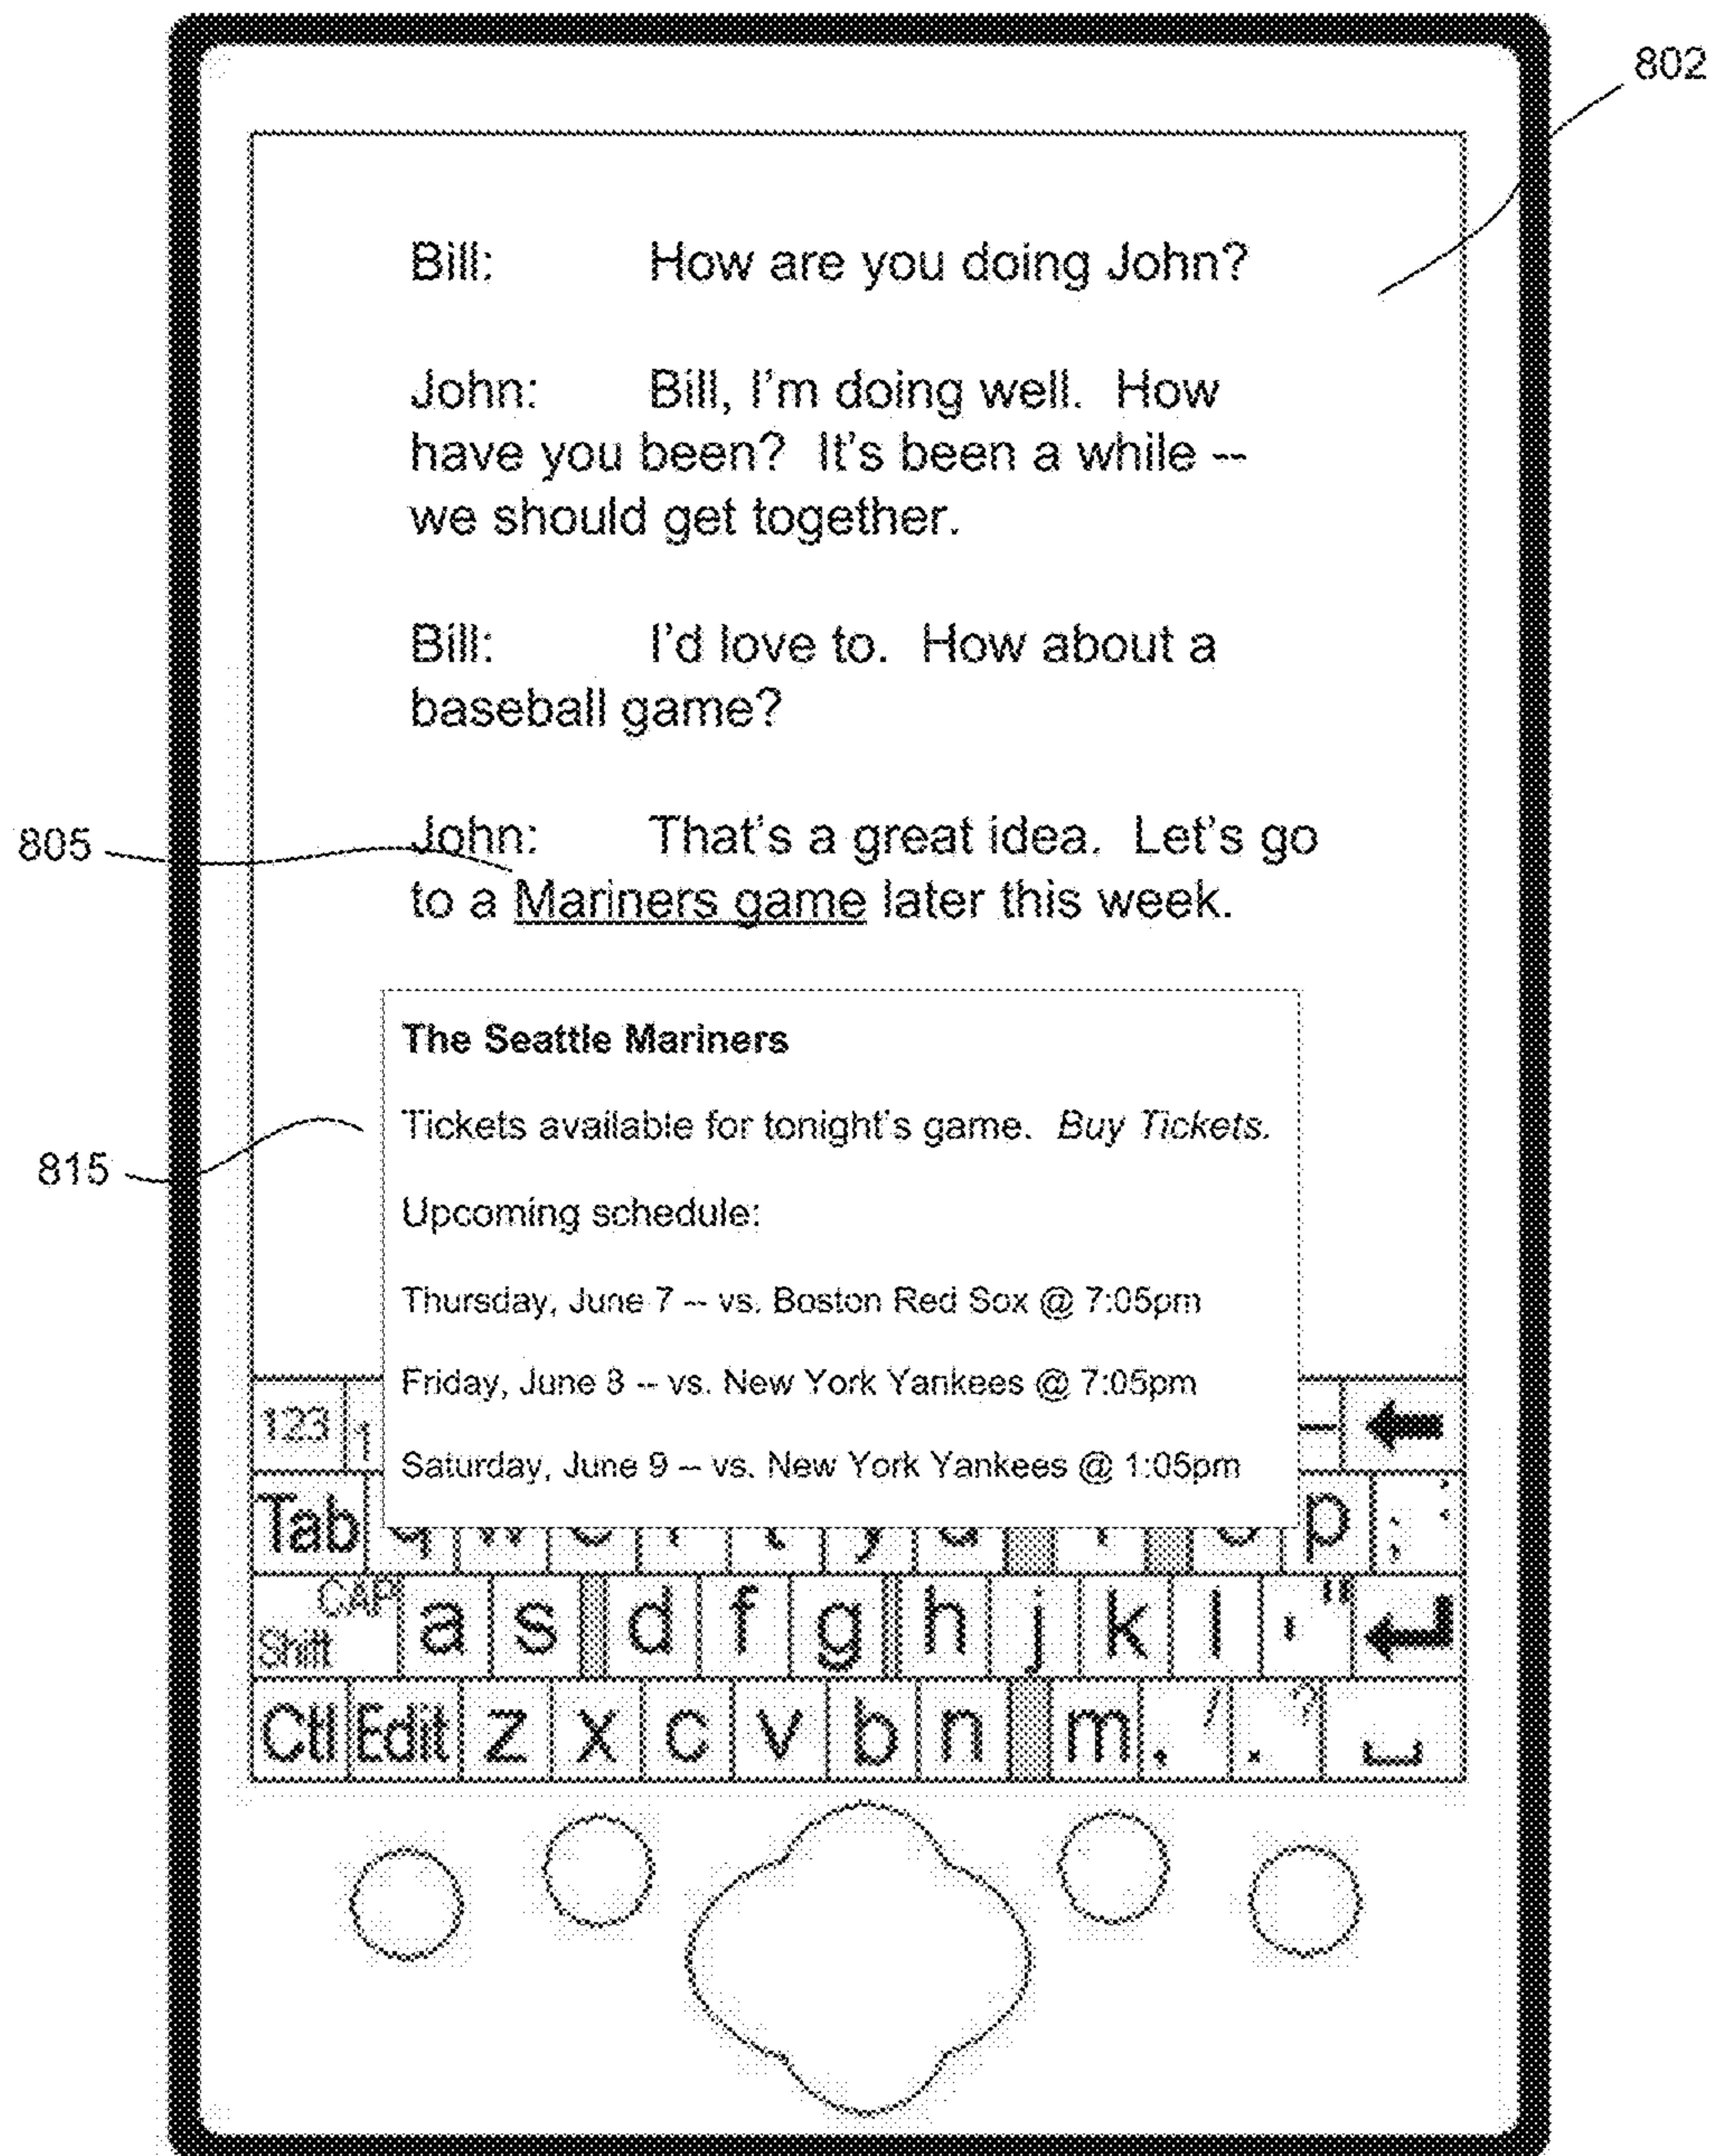 802
Bill: How are you doing John?
John: Bill, I'm doing well. How
have you been? It's been a while --
we should get together.
Bill: I'd love to. How about a
baseball game?
805
John: That's a great idea. Let's go
to a Mariners game later this week.
The Seattle Mariners
815
Tickets available for tonight's game. Buy Tickets.
Upcoming schedule:
Thursday, June 7 -- vs. Boston Red Sox @ 7:05pm
Friday, June 8 -- vs. New York Yankees @ 7:05pm
Saturday, June 9 -- vs. New York Yankees @ 1:05pm
123 1
Tab q w e r t y u i o p ; :
CAP
Shift a s d f g h j k l ' "
Ctl Edit z x c v b n m , / . ?